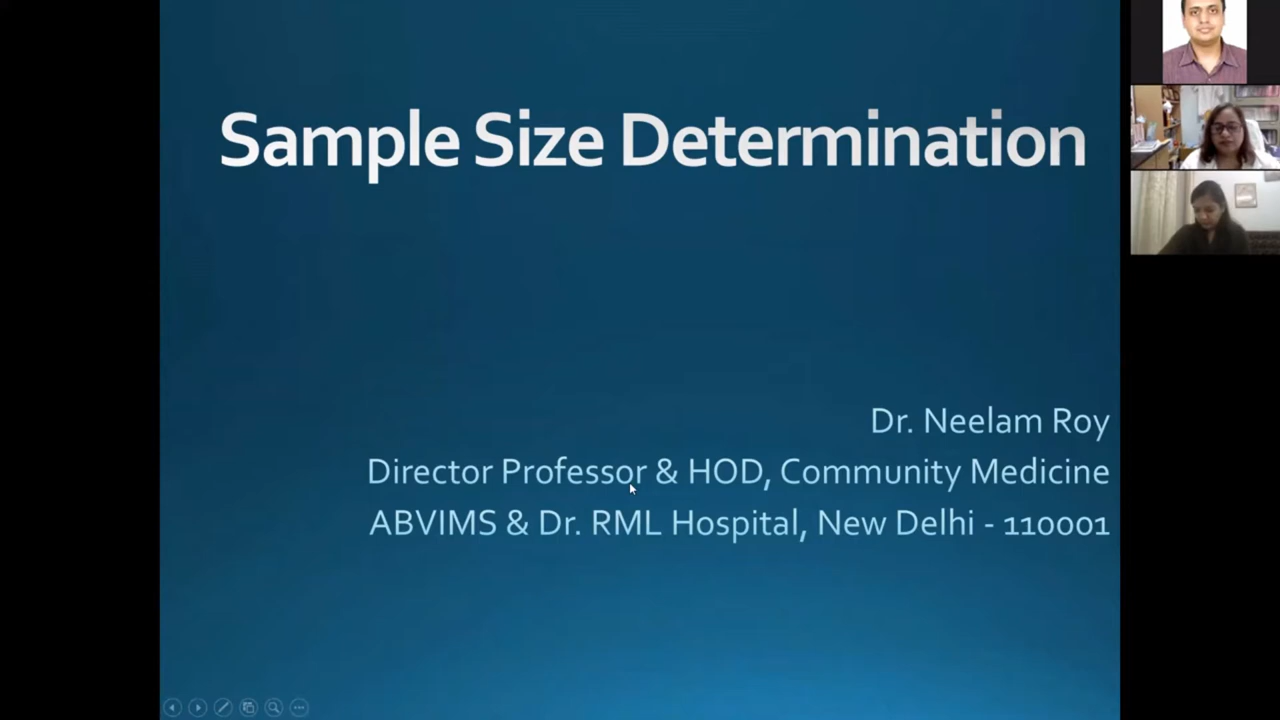 Sample Size Determination
Dr. Neelam Roy
Director Professor & HOD, Community Medicine
ABVIMS & Dr. RML Hospital, New Delhi - 110001